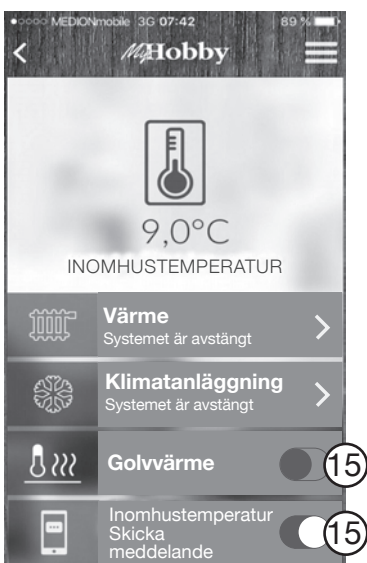 MEDIONmobile 3G 07:42 89 %
MyHobby
9,0°C
INOMHUSTEMPERATUR
Värme
Systemet är avstängt
Klimatanläggning
Systemet är avstängt
Golvvärme 15
Inomhustemperatur
Skicka 15
meddelande